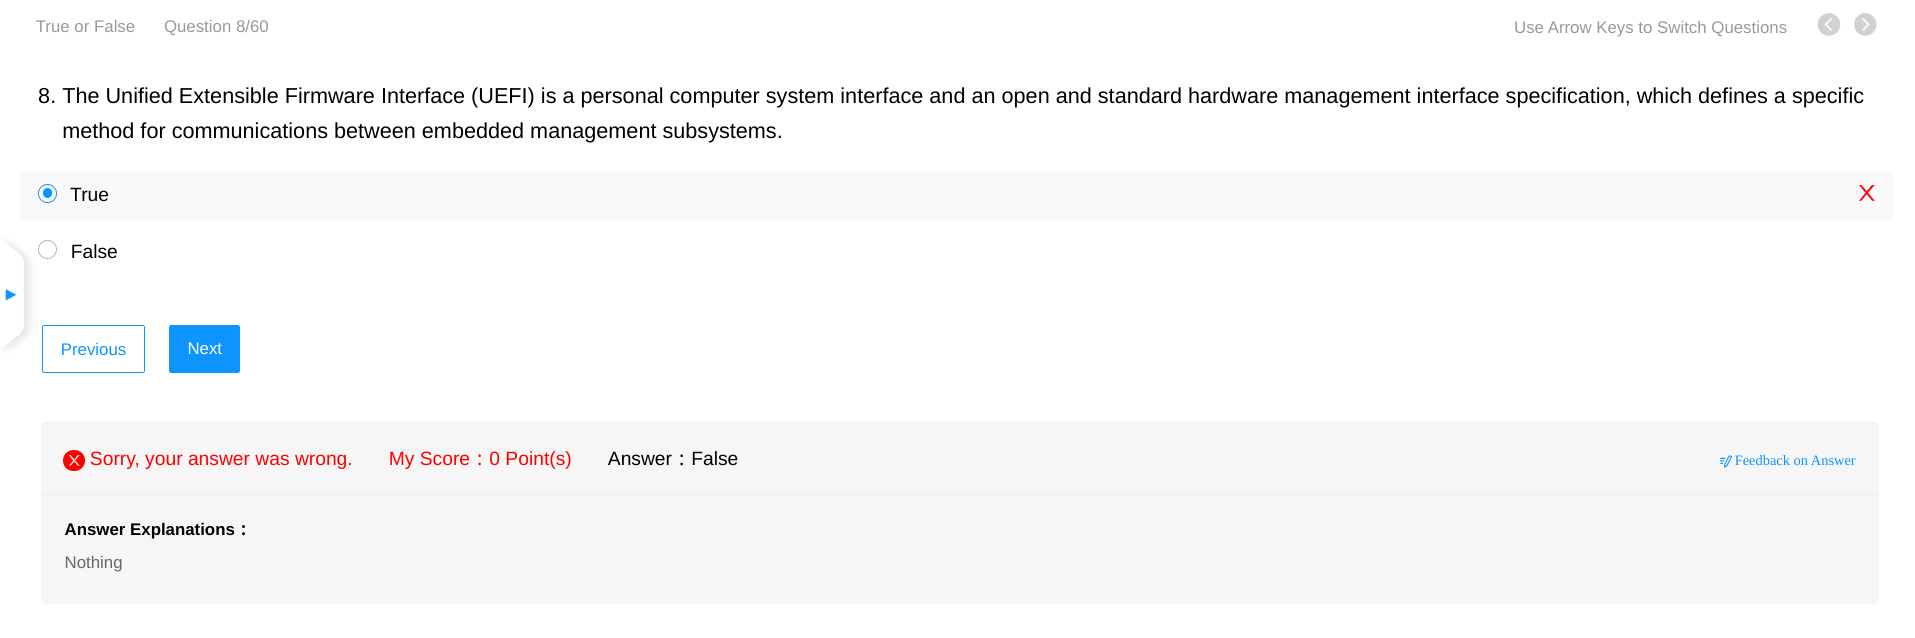 True or False Question 8/60 Use Arrow Keys to Switch Questions
8. The Unified Extensible Firmware Interface (UEFI) is a personal computer system interface and an open and standard hardware management interface specification, which defines a specific
method for communications between embedded management subsystems.
True
False
Previous Next
Sorry, your answer was wrong. My Score：0 Point(s) Answer：False Feedback on Answer
Answer Explanations：
Nothing